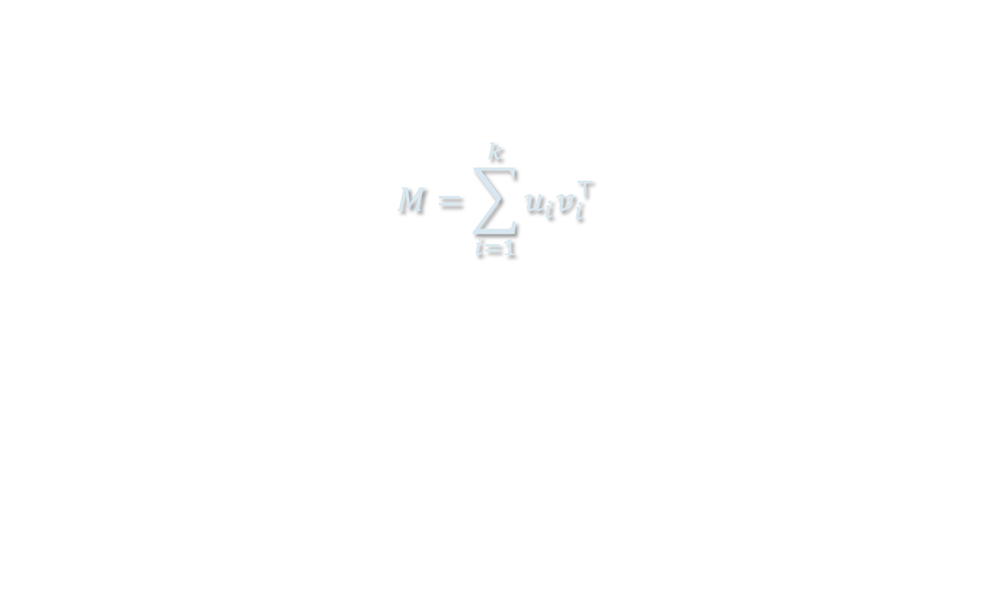 M = ∑_{i=1}^{k} u_i v_i^⊤